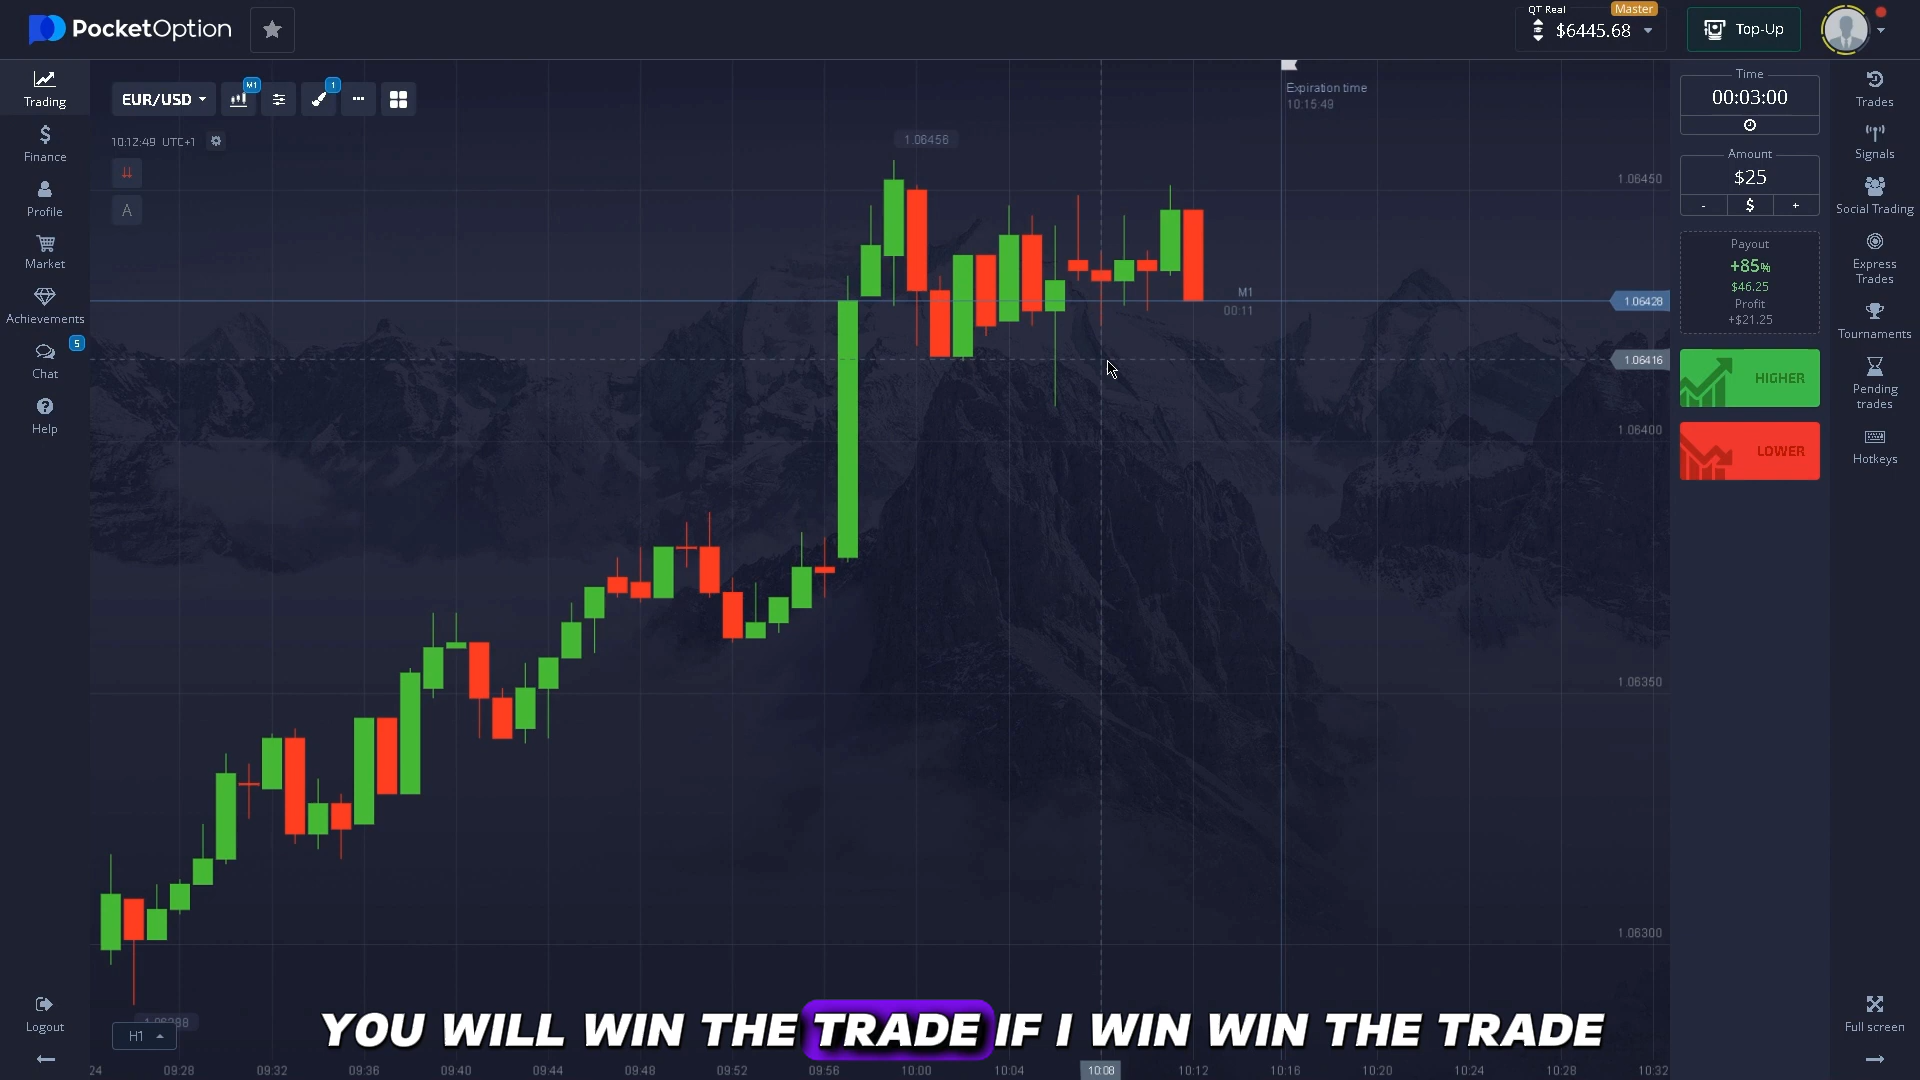 PocketOption
QT Real
Master
$6445.68
Top-Up
Trading
Finance
Profile
Market
Achievements
5
Chat
Help
Logout
EUR/USD
M1
1
10:12:49 UTC+1
A
Expiration time
10:15:49
1.06456
M1
00:11
1.06450
1.06428
1.06416
1.06400
1.06350
1.06300
Time
00:03:00
Amount
$25
- $ +
Payout
+85%
$46.25
Profit
+$21.25
HIGHER
LOWER
Trades
Signals
Social Trading
Express
Trades
Tournaments
Pending
trades
Hotkeys
Full screen
H1
YOU WILL WIN THE TRADE IF I WIN WIN THE TRADE
24 09:28 09:32 09:36 09:40 09:44 09:48 09:52 09:56 10:00 10:04 10:08 10:12 10:16 10:20 10:24 10:28 10:32